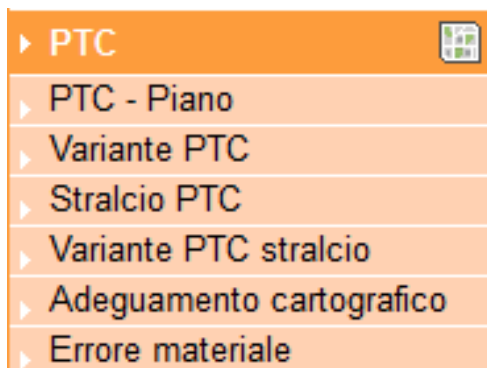 PTC
PTC - Piano
Variante PTC
Stralcio PTC
Variante PTC stralcio
Adeguamento cartografico
Errore materiale